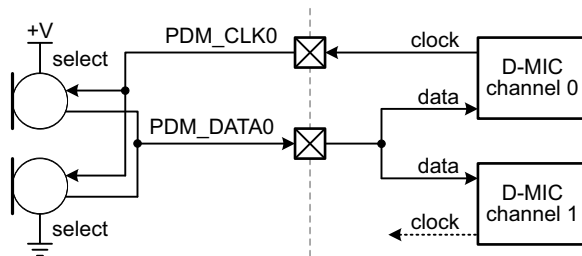 +V
select
PDM_CLK0
clock
D-MIC
channel 0
data
PDM_DATA0
data
D-MIC
channel 1
clock
select